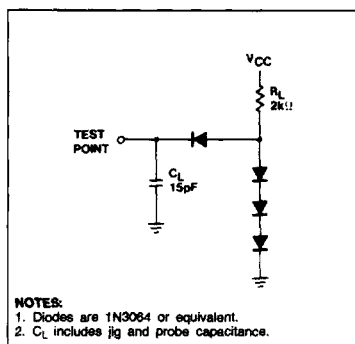 VCC
RL
2kΩ
TEST
POINT
CL
15pF
NOTES:
1. Diodes are 1N3064 or equivalent.
2. CL includes jig and probe capacitance.